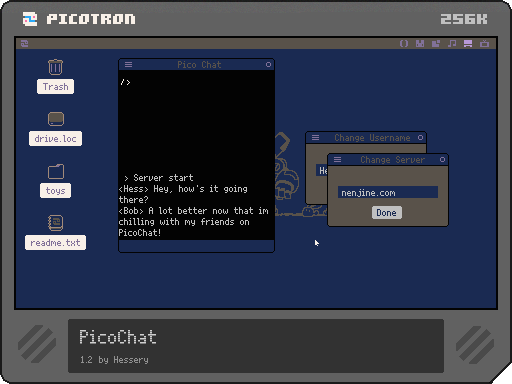 PICOTRON
256K
Pico Chat
/>
Trash
drive.loc
toys
readme.txt
> Server start
<Hess> Hey, how's it going
there?
<Bob> A lot better now that im
chilling with my friends on
PicoChat!
Change Username
He
Change Server
nenjine.com
Done
PicoChat
1.2 by Hessery